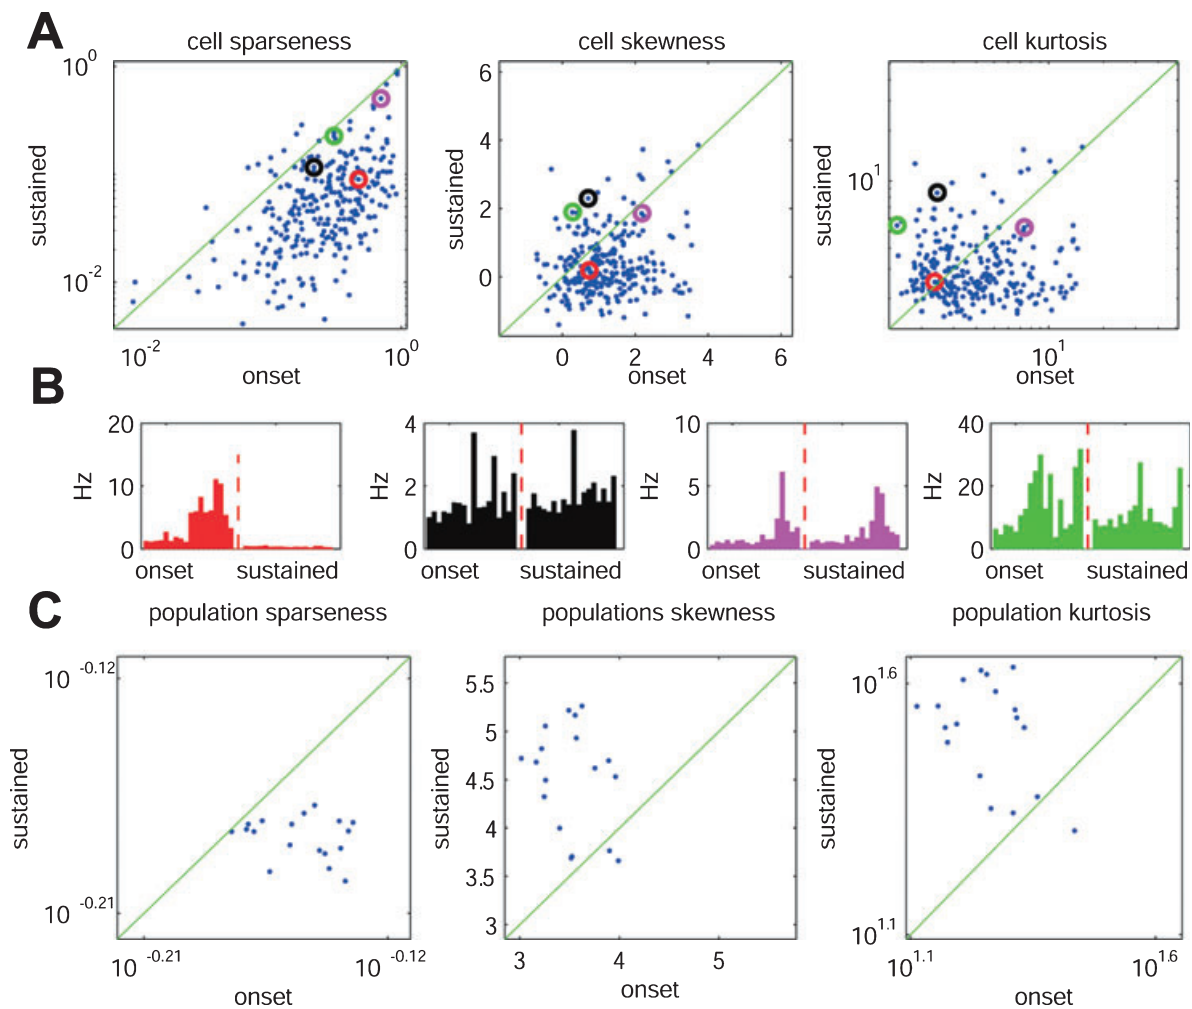 A
cell sparseness
cell skewness
cell kurtosis
10^0
10^-2
sustained
10^-2
10^0
onset
6
4
2
0
sustained
0
2
4
6
onset
10^1
sustained
10^1
onset
B
20
10
0
Hz
onset
sustained
4
2
0
Hz
onset
sustained
10
5
0
Hz
onset
sustained
40
20
0
Hz
onset
sustained
C
population sparseness
populations skewness
population kurtosis
10^-0.12
10^-0.21
sustained
10^-0.21
10^-0.12
onset
5.5
5
4.5
4
3.5
3
sustained
3
4
5
onset
10^1.6
10^1.1
sustained
10^1.1
10^1.6
onset